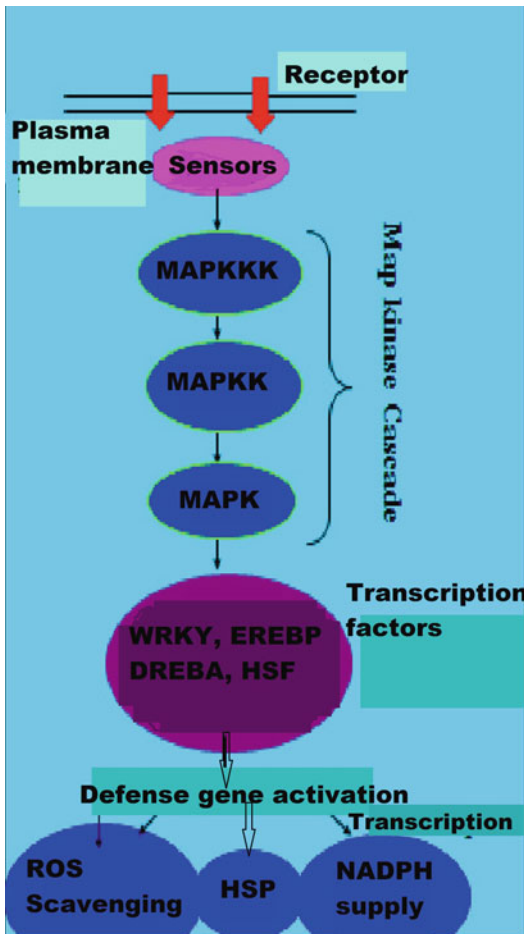 Receptor
Plasma
membrane
Sensors
MAPKKK
MAPKK
MAPK
Map kinase Cascade
Transcription
factors
WRKY, EREBP
DREBA, HSF
Defense gene activation
Transcription
ROS
Scavenging
HSP
NADPH
supply